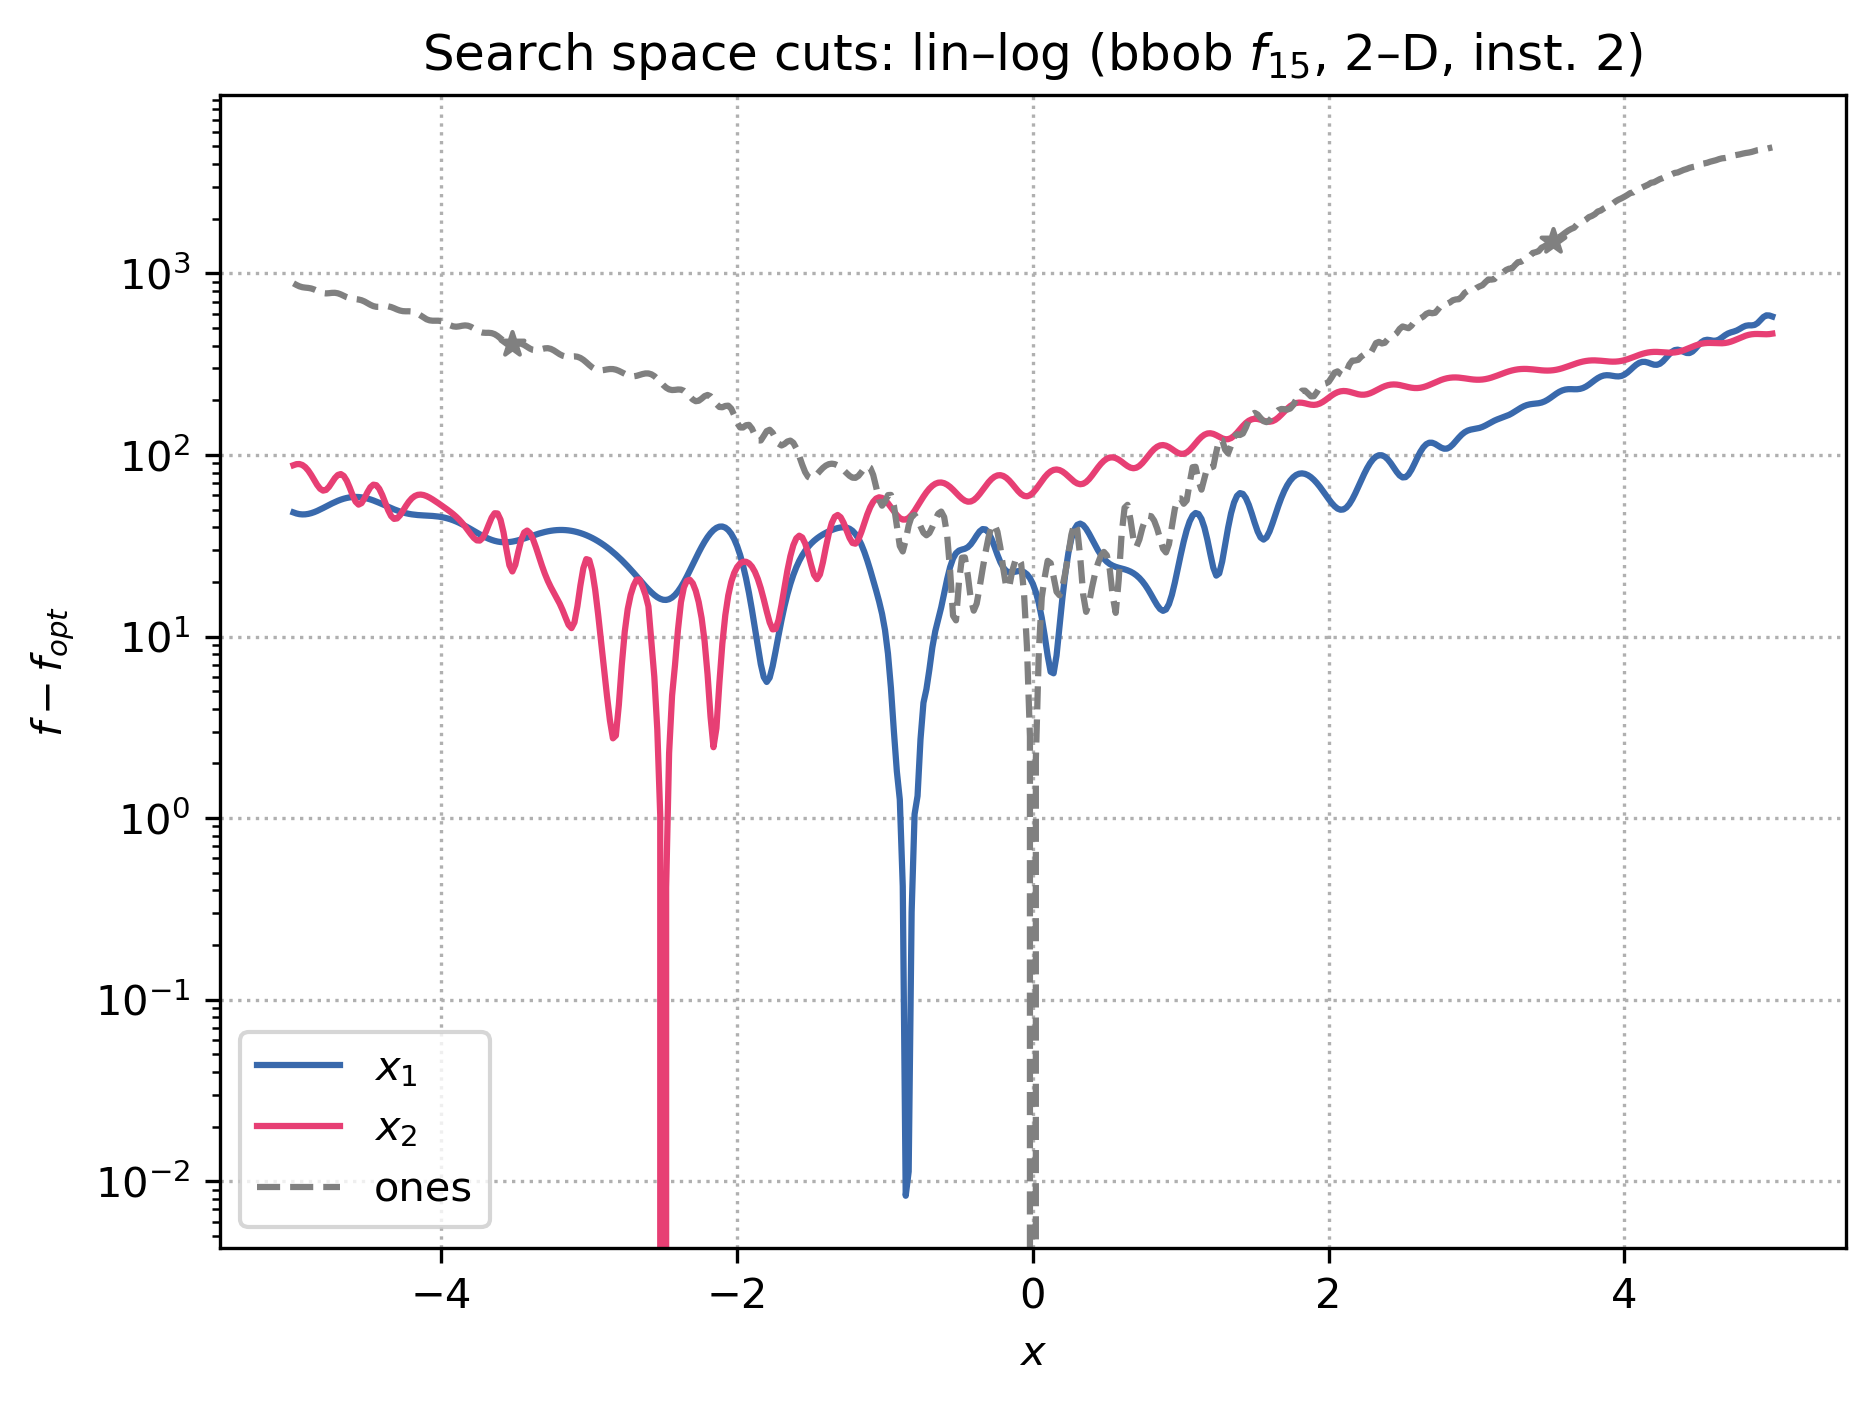 Search space cuts: lin–log (bbob f₁₅, 2–D, inst. 2)
f − f_opt
10³
10²
10¹
10⁰
10⁻¹
10⁻²
x₁
x₂
ones
−4 −2 0 2 4
x